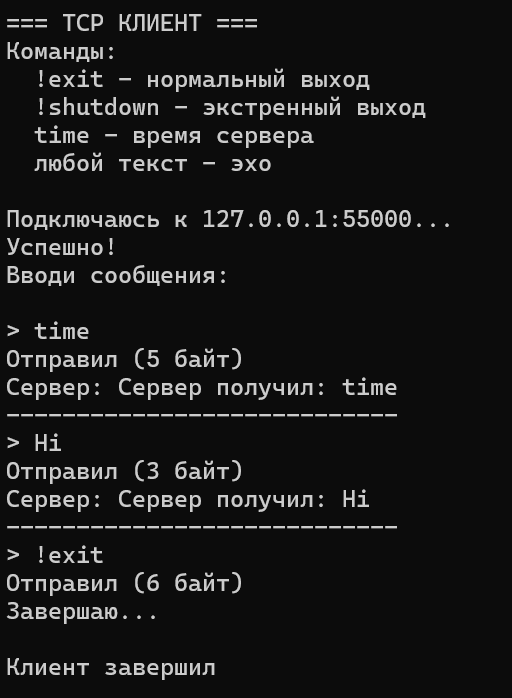 === TCP КЛИЕНТ ===
Команды:
  !exit – нормальный выход
  !shutdown – экстренный выход
  time – время сервера
  любой текст – эхо
Подключаюсь к 127.0.0.1:55000...
Успешно!
Вводи сообщения:
> time
Отправил (5 байт)
Сервер: Сервер получил: time
----------------------------
> Hi
Отправил (3 байт)
Сервер: Сервер получил: Hi
----------------------------
> !exit
Отправил (6 байт)
Завершаю...
Клиент завершил